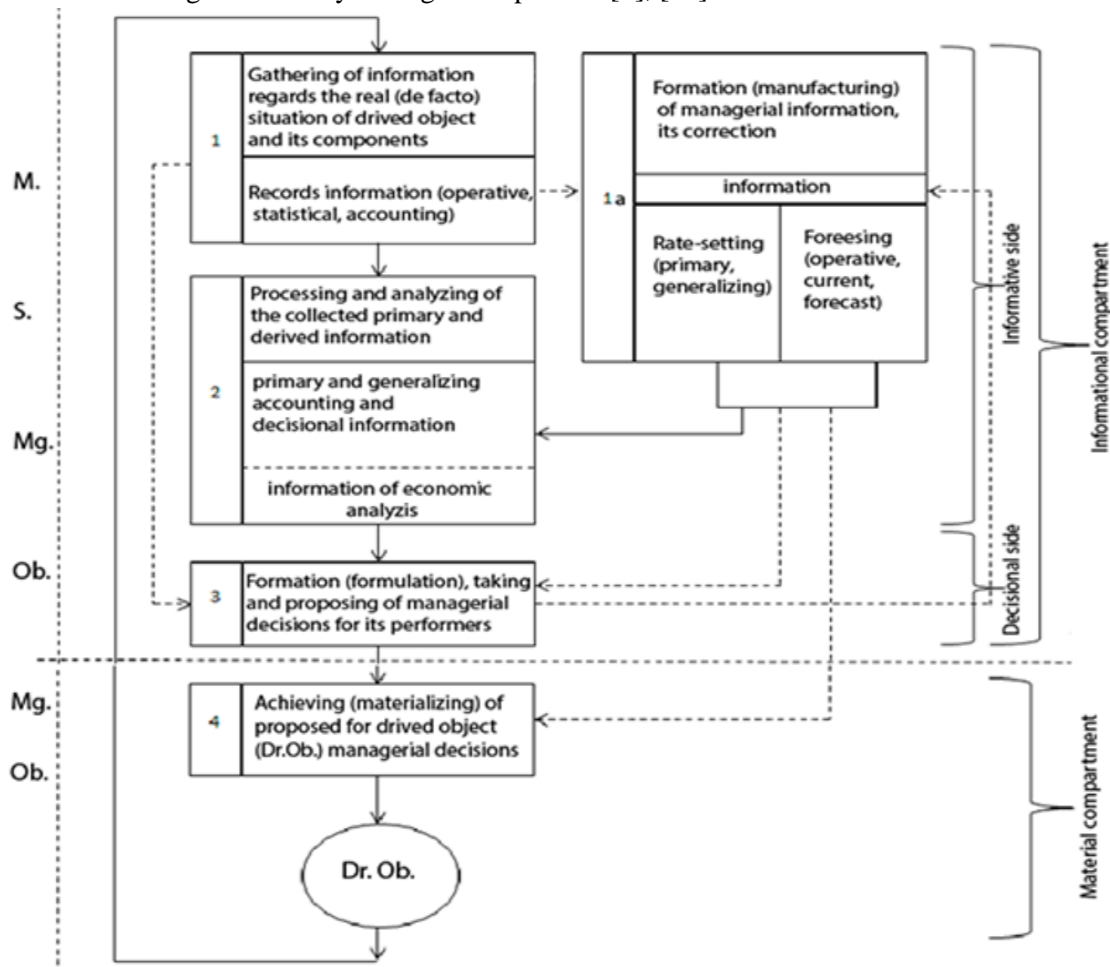 M.
S.
Mg.
Ob.
Mg.
Ob.
1
Gathering of information
regards the real (de facto)
situation of drived object
and its components
Records information (operative,
statistical, accounting)
1a
Formation (manufacturing)
of managerial information,
its correction
information
Rate-setting
(primary,
generalizing)
Foreesing
(operative,
current,
forecast)
2
Processing and analyzing of
the collected primary and
derived information
primary and generalizing
accounting and
decisional information
information of economic
analyzis
3
Formation (formulation), taking
and proposing of managerial
decisions for its performers
4
Achieving (materializing) of
proposed for drived object
(Dr.Ob.) managerial decisions
Dr. Ob.
Informative side
Decisional side
Informational compartment
Material compartment